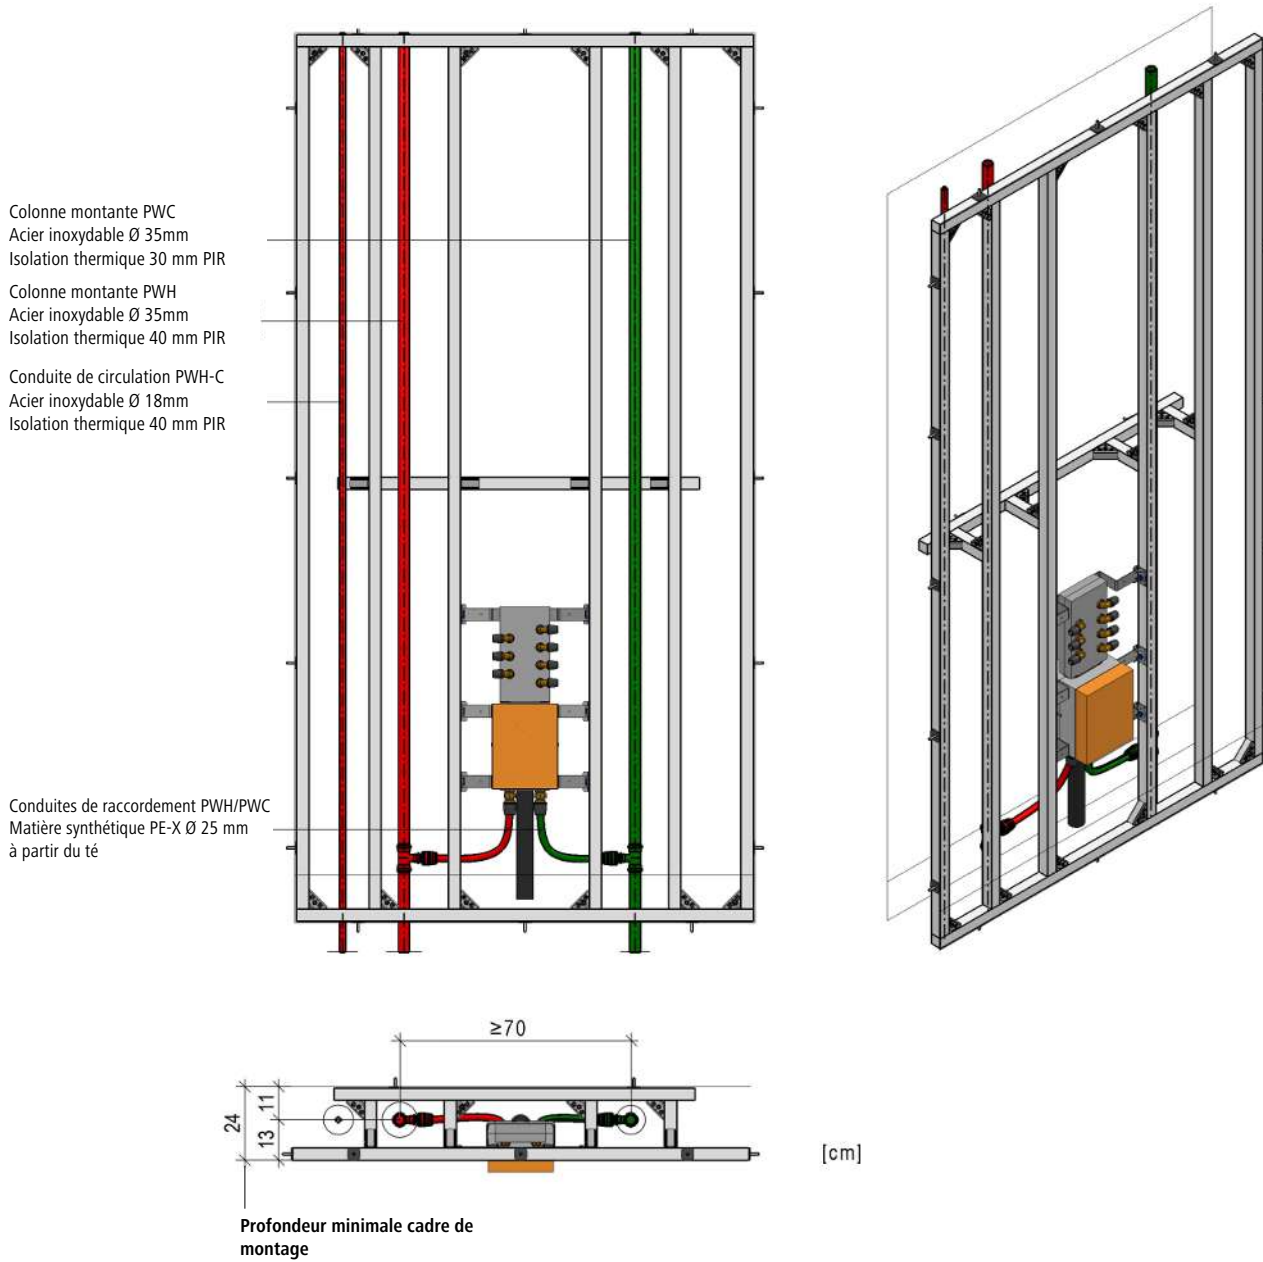 Colonne montante PWC
Acier inoxydable Ø 35mm
Isolation thermique 30 mm PIR
Colonne montante PWH
Acier inoxydable Ø 35mm
Isolation thermique 40 mm PIR
Conduite de circulation PWH-C
Acier inoxydable Ø 18mm
Isolation thermique 40 mm PIR
Conduites de raccordement PWH/PWC
Matière synthétique PE-X Ø 25 mm
à partir du té
≥70
24
11
13
[cm]
Profondeur minimale cadre de
montage